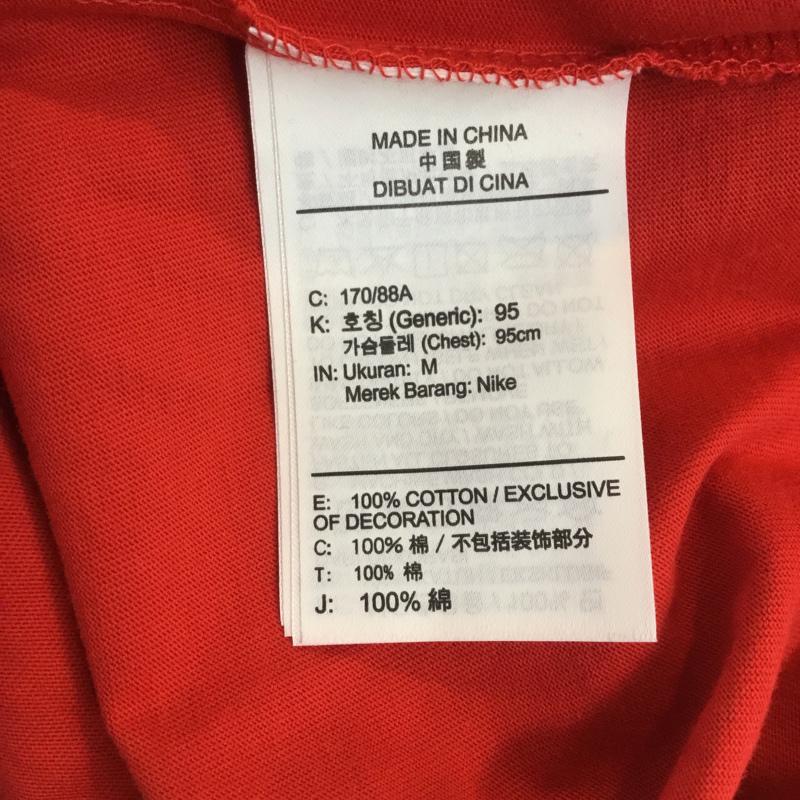 MADE IN CHINA
中国製
DIBUAT DI CINA
C: 170/88A
K: 호칭 (Generic): 95
가슴둘레 (Chest): 95cm
IN: Ukuran: M
Merek Barang: Nike
E: 100% COTTON / EXCLUSIVE
OF DECORATION
C: 100% 棉 / 不包括装饰部分
T: 100% 棉
J: 100% 綿